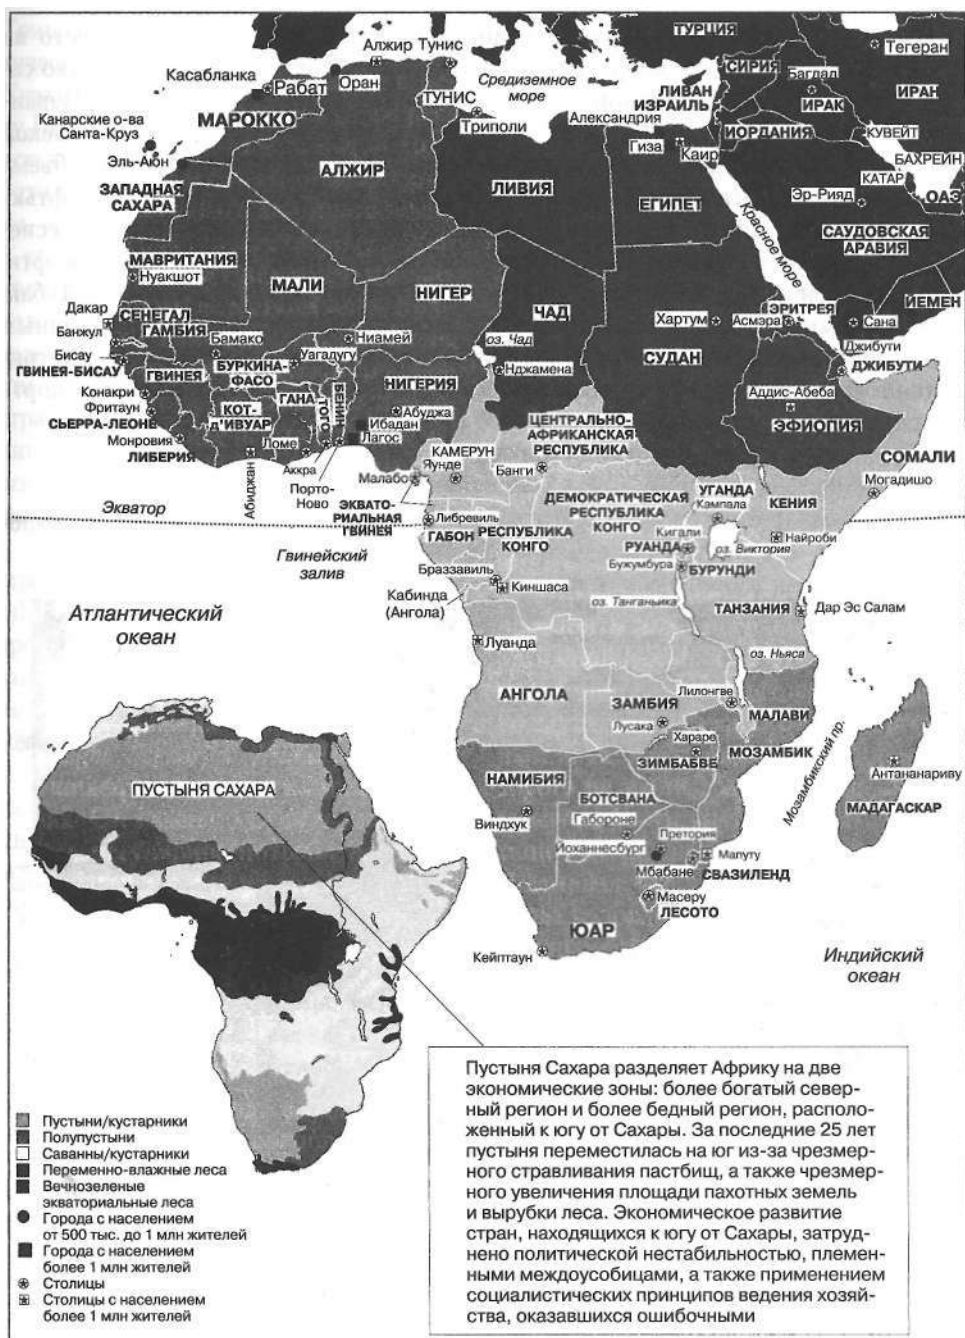 ТУРЦИЯ
Тегеран
Алжир Тунис
СИРИЯ
Багдад
Касабланка
Рабат
Оран
Средиземное
море
ЛИВАН
ИЗРАИЛЬ
ИРАК
ИРАН
ТУНИС
Канарские о-ва
Санта-Круз
МАРОККО
Триполи
Александрия
ИОРДАНИЯ
КУВЕЙТ
Гиза
Каир
БАХРЕЙН
Эль-Аюн
АЛЖИР
КАТАР
ЗАПАДНАЯ
САХАРА
ЛИВИЯ
ЕГИПЕТ
Эр-Рияд
ОАЭ
Красное море
САУДОВСКАЯ
АРАВИЯ
МАВРИТАНИЯ
Нуакшот
МАЛИ
НИГЕР
ЧАД
ЙЕМЕН
Дакар
СЕНЕГАЛ
ГАМБИЯ
Банжул
Бамако
Ниамей
Хартум
Асмэра
ЭРИТРЕЯ
Сана
оз. Чад
Джибути
Бисау
ГВИНЕЯ-БИСАУ
ГВИНЕЯ
БУРКИНА-
ФАСО
Уагадугу
Нджамена
СУДАН
ДЖИБУТИ
Конакри
НИГЕРИЯ
Аддис-Абеба
Фритаун
СЬЕРРА-ЛЕОНЕ
КОТ-
д'ИВУАР
ГАНА
ТОГО
БЕНИН
Абуджа
Ибадан
Лагос
ЦЕНТРАЛЬНО-
АФРИКАНСКАЯ
РЕСПУБЛИКА
ЭФИОПИЯ
Монровия
ЛИБЕРИЯ
Ломе
КАМЕРУН
Яунде
СОМАЛИ
Абиджан
Аккра
Малабо
Банги
Могадишо
Порто-
Ново
ДЕМОКРАТИЧЕСКАЯ
РЕСПУБЛИКА
КОНГО
УГАНДА
Кампала
КЕНИЯ
Экватор
ЭКВАТО-
РИАЛЬНАЯ
ГВИНЕЯ
Либревиль
ГАБОН
РЕСПУБЛИКА
КОНГО
Кигали
РУАНДА
Найроби
оз. Виктория
Гвинейский
залив
Браззавиль
Бужумбура
БУРУНДИ
Кабинда
(Ангола)
Киншаса
оз. Танганьика
ТАНЗАНИЯ
Дар Эс Салам
Атлантический
океан
Луанда
оз. Ньяса
АНГОЛА
ЗАМБИЯ
Лилонгве
МАЛАВИ
Лусака
Хараре
МОЗАМБИК
Мозамбикский пр.
ЗИМБАБВЕ
НАМИБИЯ
Антананариву
БОТСВАНА
МАДАГАСКАР
Виндхук
Габороне
Претория
Йоханнесбург
Мапуту
Мбабане
СВАЗИЛЕНД
Масеру
ЛЕСОТО
ЮАР
Кейптаун
Индийский
океан
ПУСТЫНЯ САХАРА
Пустыни/кустарники
Полупустыни
Саванны/кустарники
Переменно-влажные леса
Вечнозеленые
экваториальные леса
Города с населением
от 500 тыс. до 1 млн жителей
Города с населением
более 1 млн жителей
Столицы
Столицы с населением
более 1 млн жителей
Пустыня Сахара разделяет Африку на две
экономические зоны: более богатый север-
ный регион и более бедный регион, располо-
женный к югу от Сахары. За последние 25 лет
пустыня переместилась на юг из-за чрезмер-
ного стравливания пастбищ, а также чрезмер-
ного увеличения площади пахотных земель
и вырубки леса. Экономическое развитие
стран, находящихся к югу от Сахары, затруд-
нено политической нестабильностью, племен-
ными междоусобицами, а также применением
социалистических принципов ведения хозяй-
ства, оказавшихся ошибочными